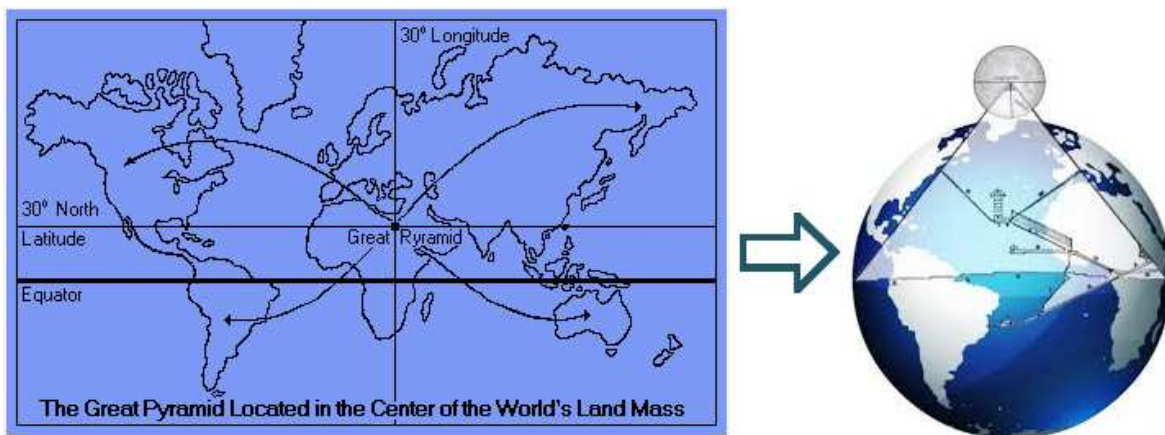 30° Longitude
30° North
Latitude
Great Pyramid
Equator
The Great Pyramid Located in the Center of the World's Land Mass